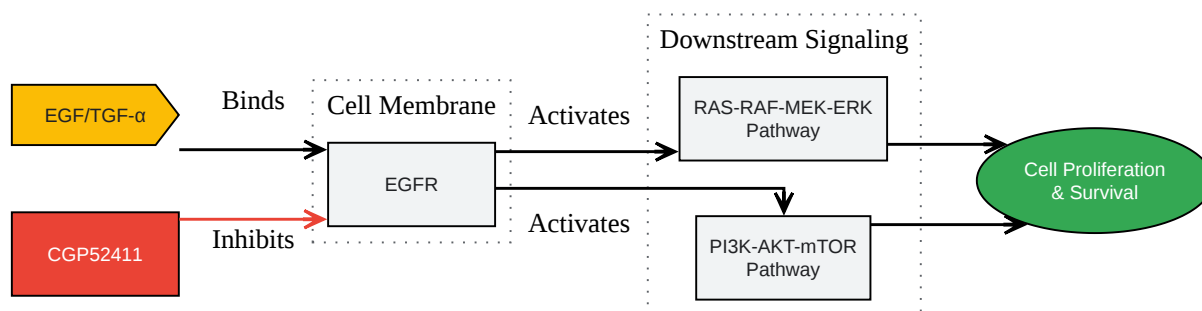 Downstream Signaling
EGF/TGF-α
Binds
Cell Membrane
Activates
RAS-RAF-MEK-ERK
Pathway
EGFR
Cell Proliferation
& Survival
CGP52411
Inhibits
Activates
PI3K-AKT-mTOR
Pathway